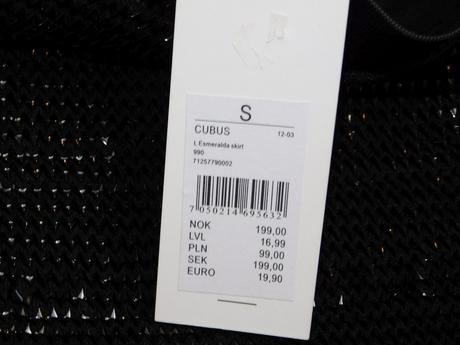 S
CUBUS 12-03
L Esmeralda skirt
990
71257790002
7 050214 695632
NOK 199,00
LVL 16,99
PLN 99,00
SEK 199,00
EURO 19,90